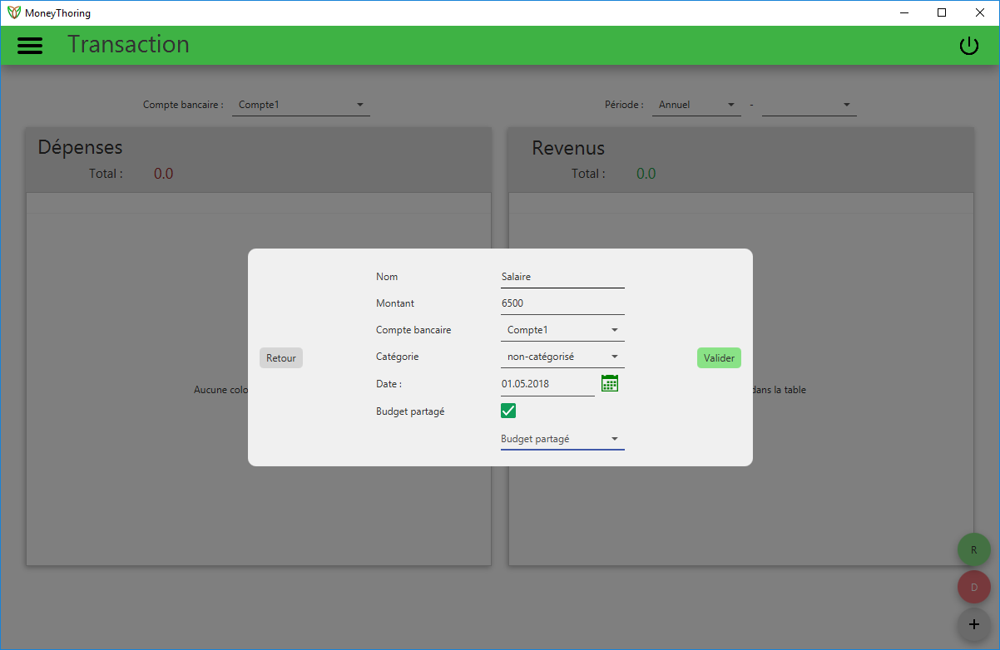 MoneyThoring
Transaction
Compte bancaire : Compte1
Période : Annuel -
Dépenses
Total : 0.0
Revenus
Total : 0.0
Nom Salaire
Montant 6500
Compte bancaire Compte1
Catégorie non-catégorisé
Retour
Valider
Date : 01.05.2018
Aucune colo
dans la table
Budget partagé
Budget partagé
R
D
+